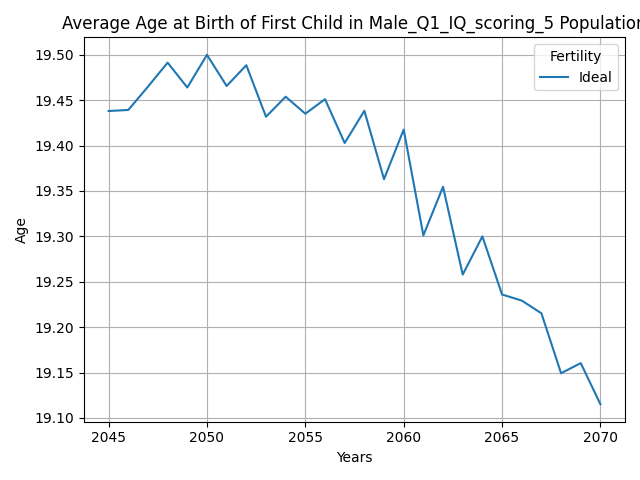 Average Age at Birth of First Child in Male_Q1_IQ_scoring_5 Population
Fertility
Ideal
19.50
19.45
19.40
19.35
19.30
19.25
19.20
19.15
19.10
Age
2045 2050 2055 2060 2065 2070
Years